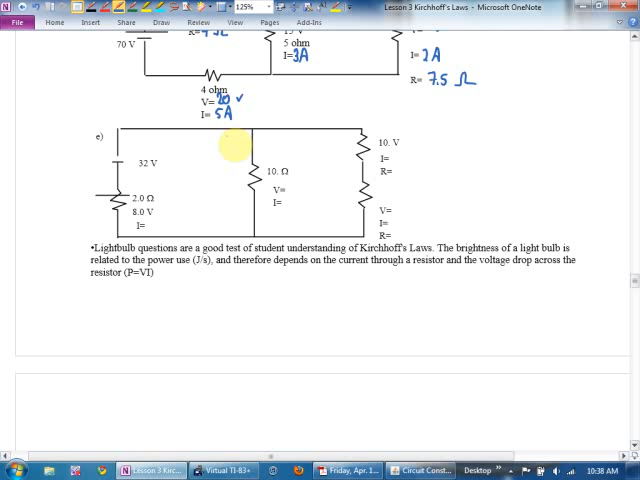 Lesson 3 Kirchhoff's Laws - Microsoft OneNote
125%
File Home Insert Share Draw Review View Add-Ins
70 V
5 ohm
I= 3A
I= 2A
R= 7.5 Ω
4 ohm
V= 20 ✓
I= 5A
e)
32 V
2.0 Ω
8.0 V
I=
10. Ω
V=
I=
10. V
I=
R=
V=
I=
R=
•Lightbulb questions are a good test of student understanding of Kirchhoff's Laws. The brightness of a light bulb is
related to the power use (J/s), and therefore depends on the current through a resistor and the voltage drop across the
resistor (P=VI)
Lesson 3 Kirc... Virtual TI-83+ Friday, Apr. 1... Circuit Const... Desktop » 10:38 AM